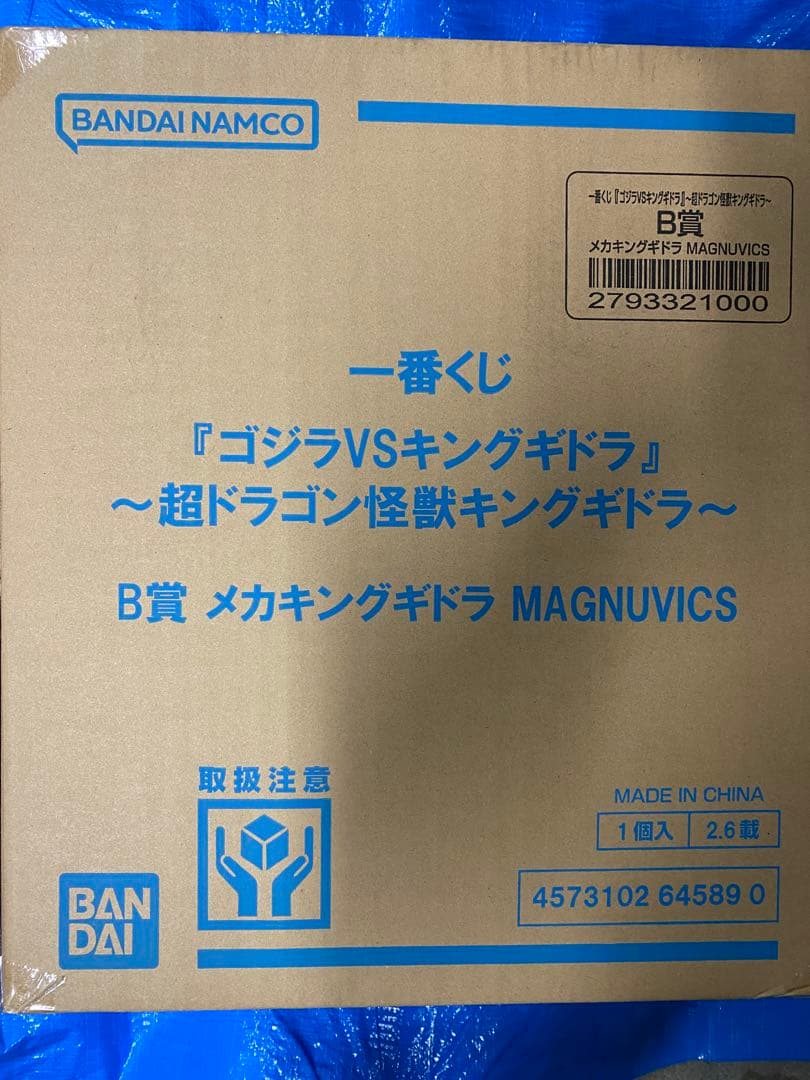 BANDAI NAMCO
一番くじ『ゴジラVSキングギドラ』~超ドラゴン怪獣キングギドラ~
B賞
メカキングギドラ MAGNUVICS
2793321000
一番くじ
『ゴジラVSキングギドラ』
~超ドラゴン怪獣キングギドラ~
B賞 メカキングギドラ MAGNUVICS
取扱注意
MADE IN CHINA
1個入 2.6載
4573102 64589 0
BAN
DAI